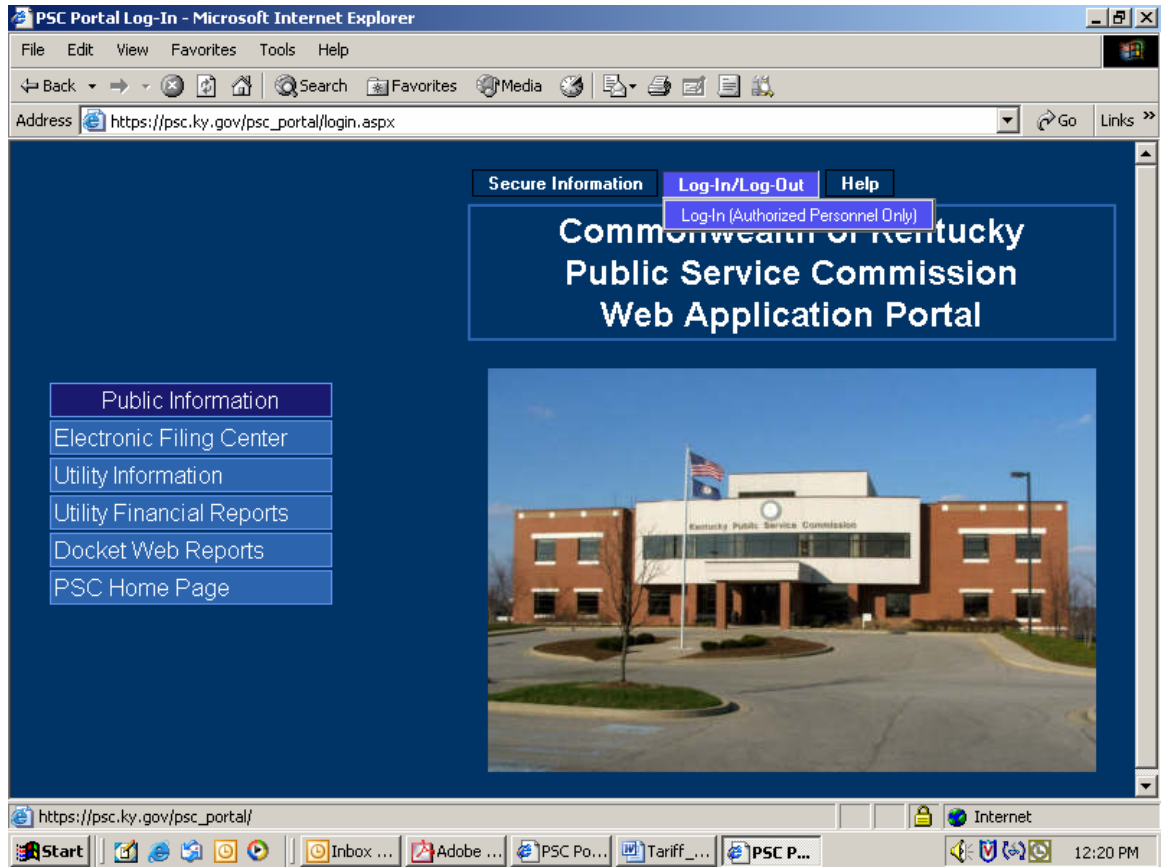 PSC Portal Log-In - Microsoft Internet Explorer
File Edit View Favorites Tools Help
Back Search Favorites Media
Address https://psc.ky.gov/psc_portal/login.aspx Go Links »
Secure Information Log-In/Log-Out Help
Log-In (Authorized Personnel Only)
Commonwealth of Kentucky
Public Service Commission
Web Application Portal
Public Information
Electronic Filing Center
Utility Information
Utility Financial Reports
Docket Web Reports
PSC Home Page
Kentucky Public Service Commission
https://psc.ky.gov/psc_portal/ Internet
Start Inbox ... Adobe ... PSC Po... Tariff_... PSC P... 12:20 PM